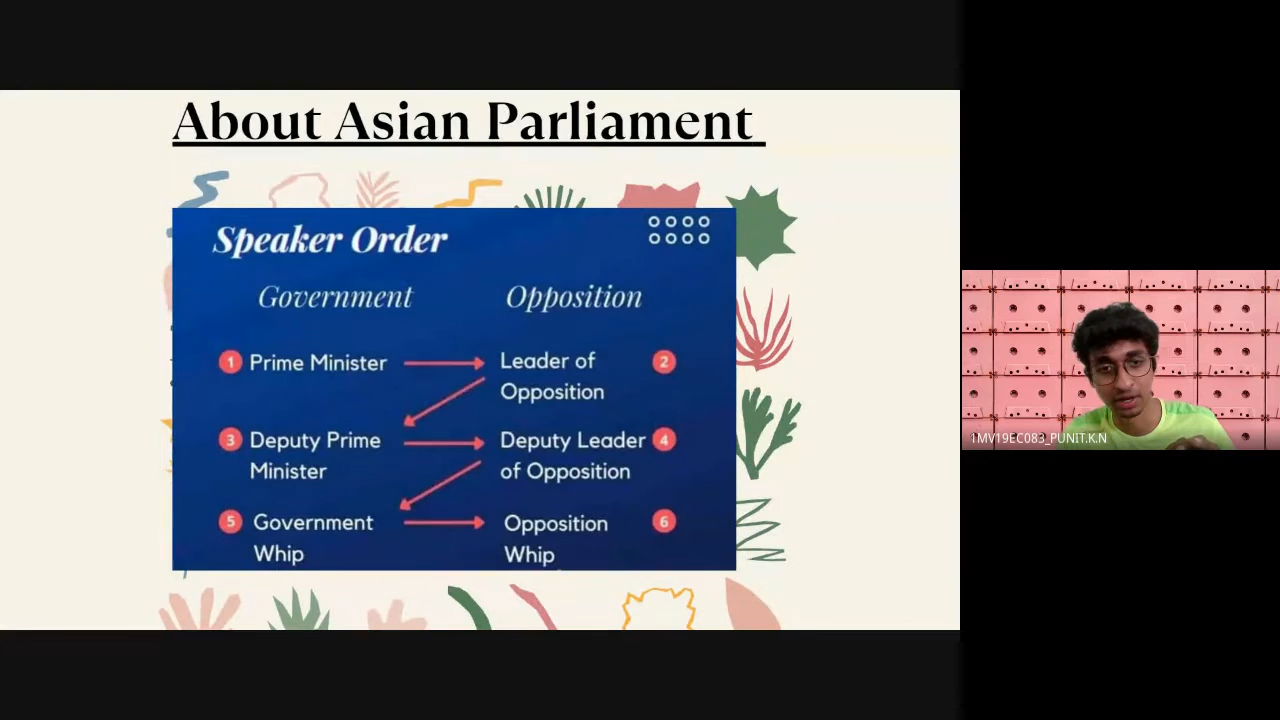 About Asian Parliament
Speaker Order
Government Opposition
1 Prime Minister Leader of Opposition 2
3 Deputy Prime Minister Deputy Leader of Opposition 4
5 Government Whip Opposition Whip 6
1MV19EC083_PUNIT.K.N